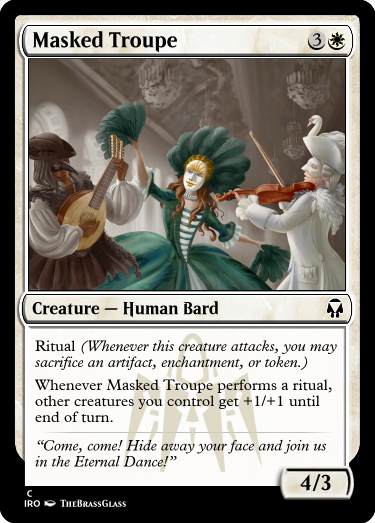 Masked Troupe 3
Creature — Human Bard
Ritual (Whenever this creature attacks, you may
sacrifice an artifact, enchantment, or token.)
Whenever Masked Troupe performs a ritual,
other creatures you control get +1/+1 until
end of turn.
“Come, come! Hide away your face and join us
in the Eternal Dance!”
4/3
C
IRO TheBrassGlass